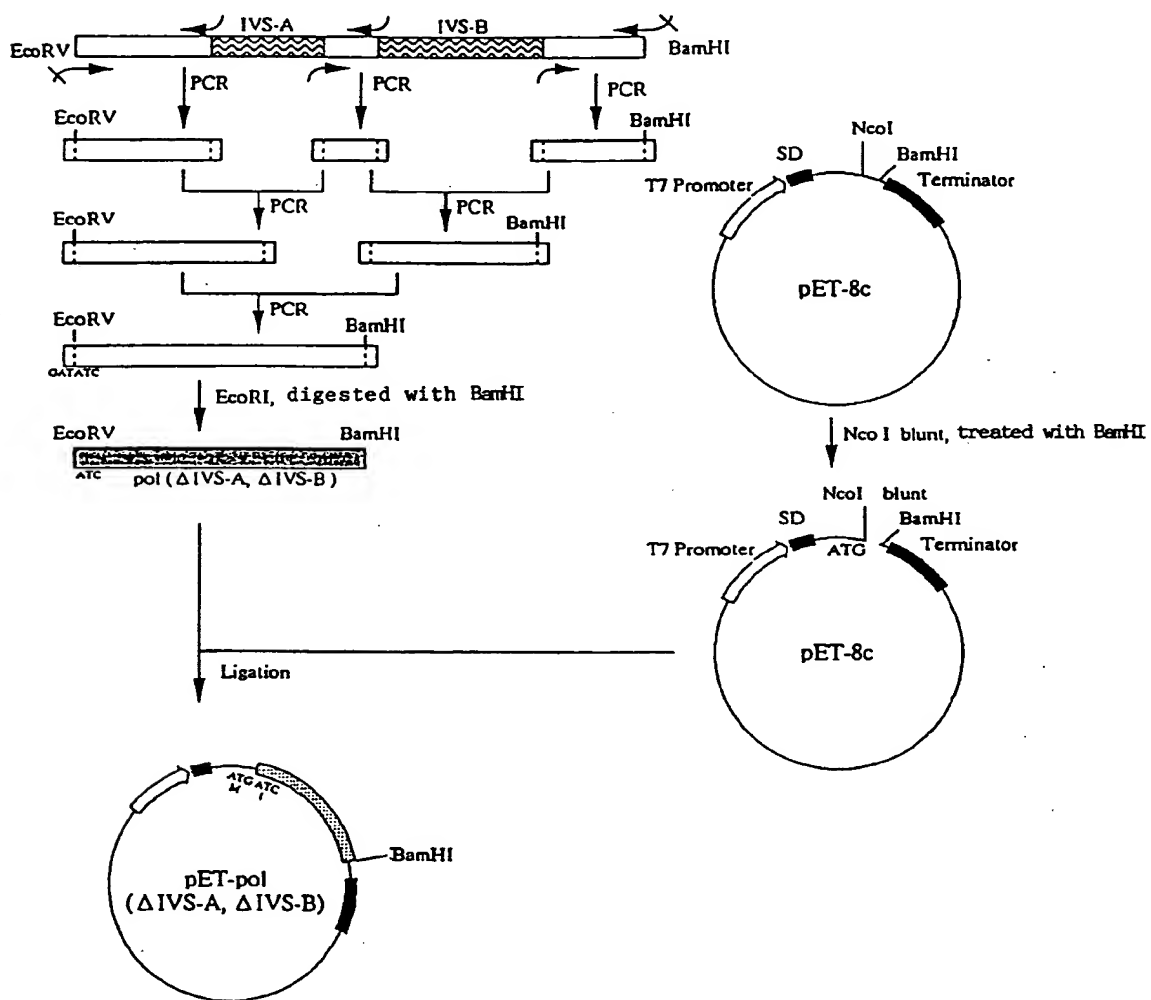 IVS-A
IVS-B
EcoRV
BamHI
PCR
PCR
PCR
EcoRV
BamHI
PCR
PCR
EcoRV
BamHI
PCR
EcoRV
BamHI
GATATC
EcoRI, digested with BamHI
EcoRV
BamHI
ATC
pol (ΔIVS-A, ΔIVS-B)
Ligation
NcoI
SD
BamHI
T7 Promoter
Terminator
pET-8c
Nco I blunt, treated with BamHI
NcoI blunt
SD
BamHI
T7 Promoter
ATG
Terminator
pET-8c
ATG ATC
M I
BamHI
pET-pol
(ΔIVS-A, ΔIVS-B)